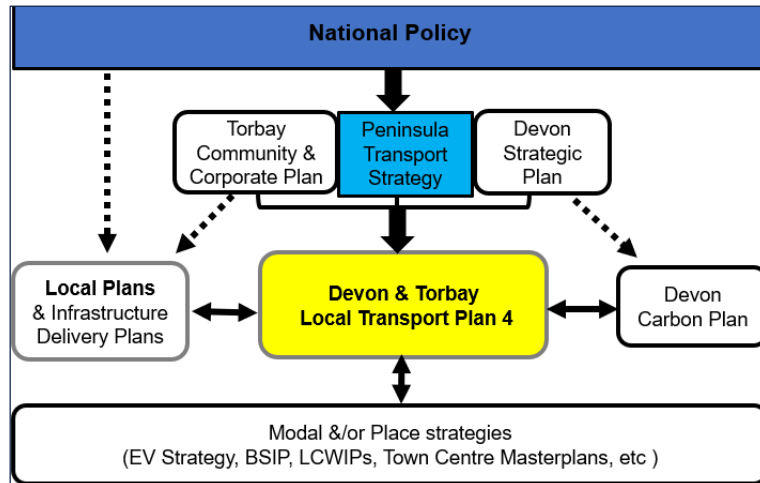 National Policy
Torbay
Community &
Corporate Plan
Peninsula
Transport
Strategy
Devon
Strategic
Plan
Local Plans
& Infrastructure
Delivery Plans
Devon & Torbay
Local Transport Plan 4
Devon
Carbon Plan
Modal &/or Place strategies
(EV Strategy, BSIP, LCWIPs, Town Centre Masterplans, etc )